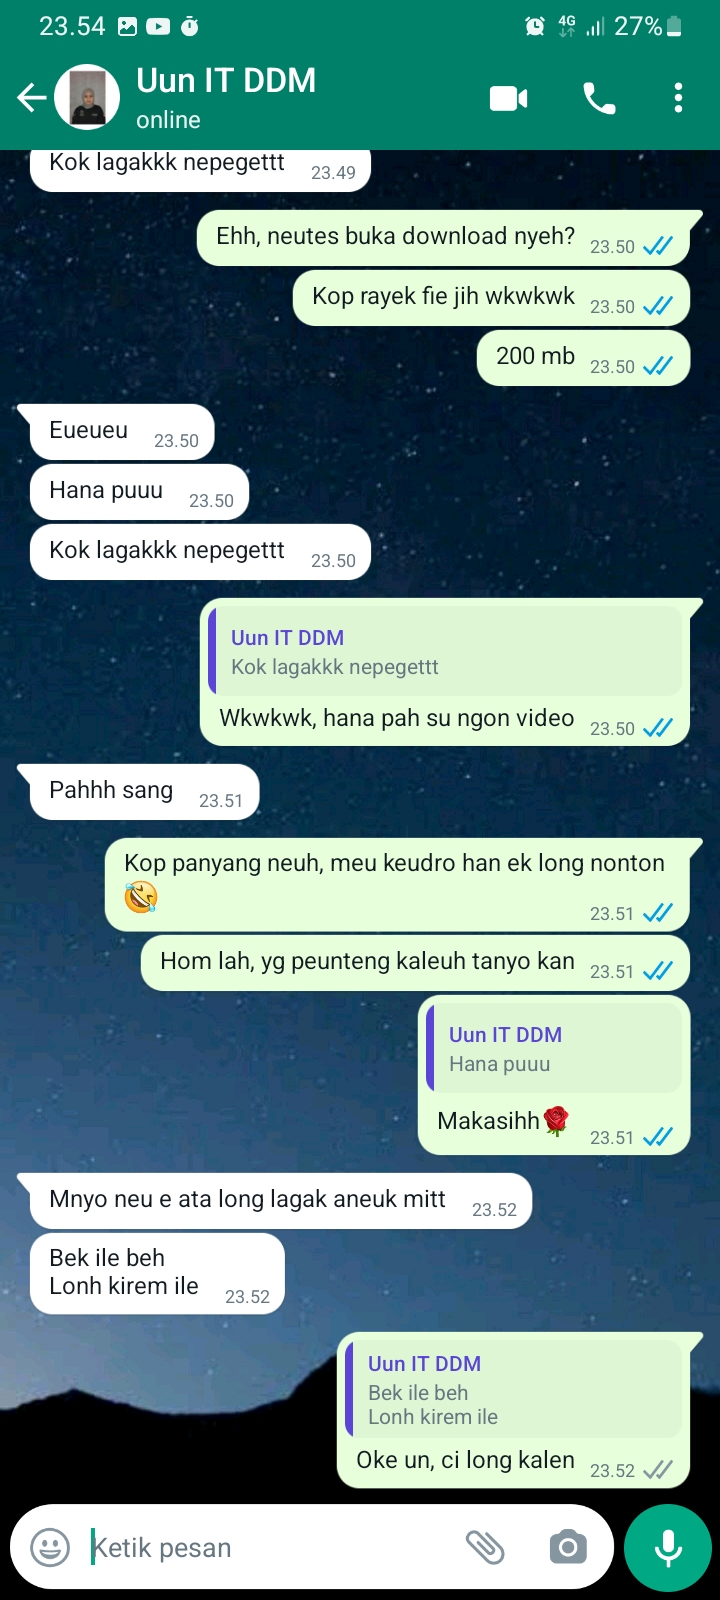 23.54
4G
27%
Uun IT DDM
online
Kok lagakkk nepegettt 23.49
Ehh, neutes buka download nyeh? 23.50
Kop rayek fie jih wkwkwk 23.50
200 mb 23.50
Eueueu 23.50
Hana puuu 23.50
Kok lagakkk nepegettt 23.50
Uun IT DDM
Kok lagakkk nepegettt
Wkwkwk, hana pah su ngon video 23.50
Pahhh sang 23.51
Kop panyang neuh, meu keudro han ek long nonton
🤣 23.51
Hom lah, yg peunteng kaleuh tanyo kan 23.51
Uun IT DDM
Hana puuu
Makasihh🌹 23.51
Mnyo neu e ata long lagak aneuk mitt 23.52
Bek ile beh
Lonh kirem ile 23.52
Uun IT DDM
Bek ile beh
Lonh kirem ile
Oke un, ci long kalen 23.52
Ketik pesan